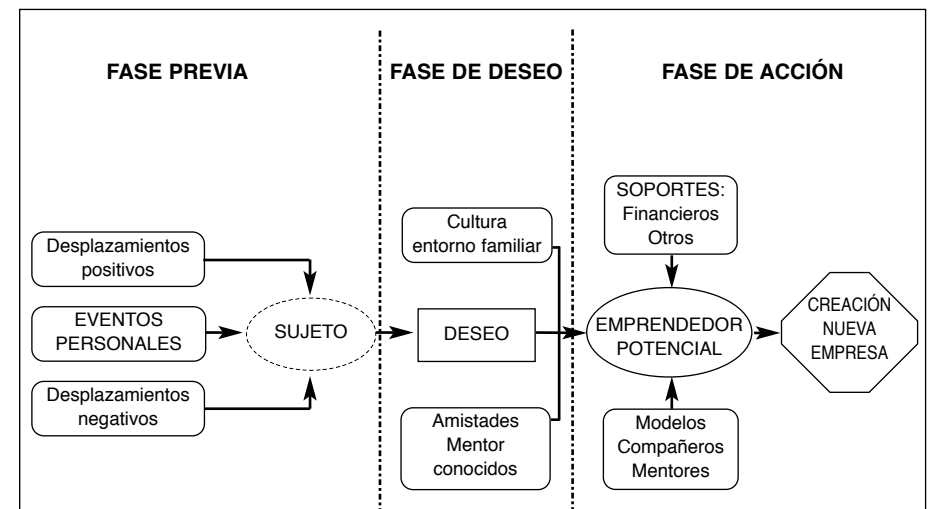 FASE PREVIA
FASE DE DESEO
FASE DE ACCIÓN
Desplazamientos
positivos
EVENTOS
PERSONALES
Desplazamientos
negativos
SUJETO
Cultura
entorno familiar
DESEO
Amistades
Mentor
conocidos
SOPORTES:
Financieros
Otros
EMPRENDEDOR
POTENCIAL
Modelos
Compañeros
Mentores
CREACIÓN
NUEVA
EMPRESA